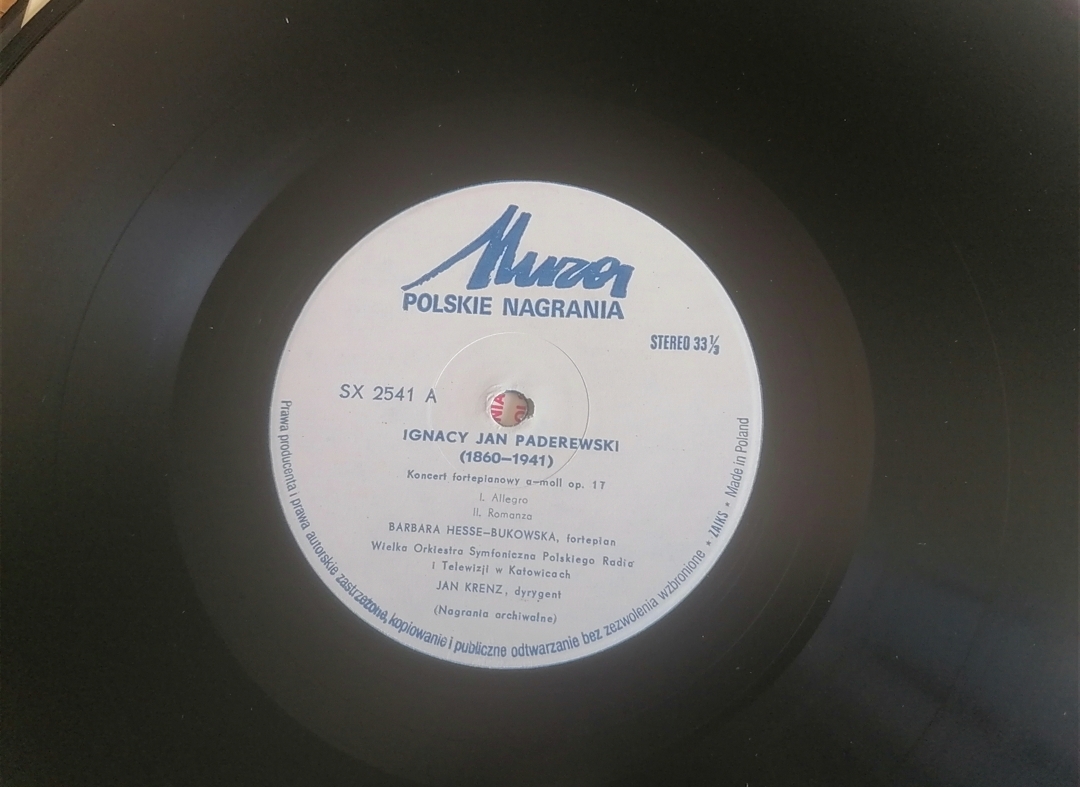 Muza
POLSKIE NAGRANIA
STEREO 33⅓
SX 2541 A
IGNACY JAN PADEREWSKI
(1860—1941)
Koncert fortepianowy a-moll op. 17
I. Allegro
II. Romanza
BARBARA HESSE-BUKOWSKA, fortepian
Wielka Orkiestra Symfoniczna Polskiego Radia
i Telewizji w Katowicach
JAN KRENZ, dyrygent
(Nagrania archiwalne)
Prawa producenta i prawa autorskie zastrzeżone, kopiowanie i publiczne odtwarzanie bez zezwolenia wzbronione * ZAIKS * Made in Poland